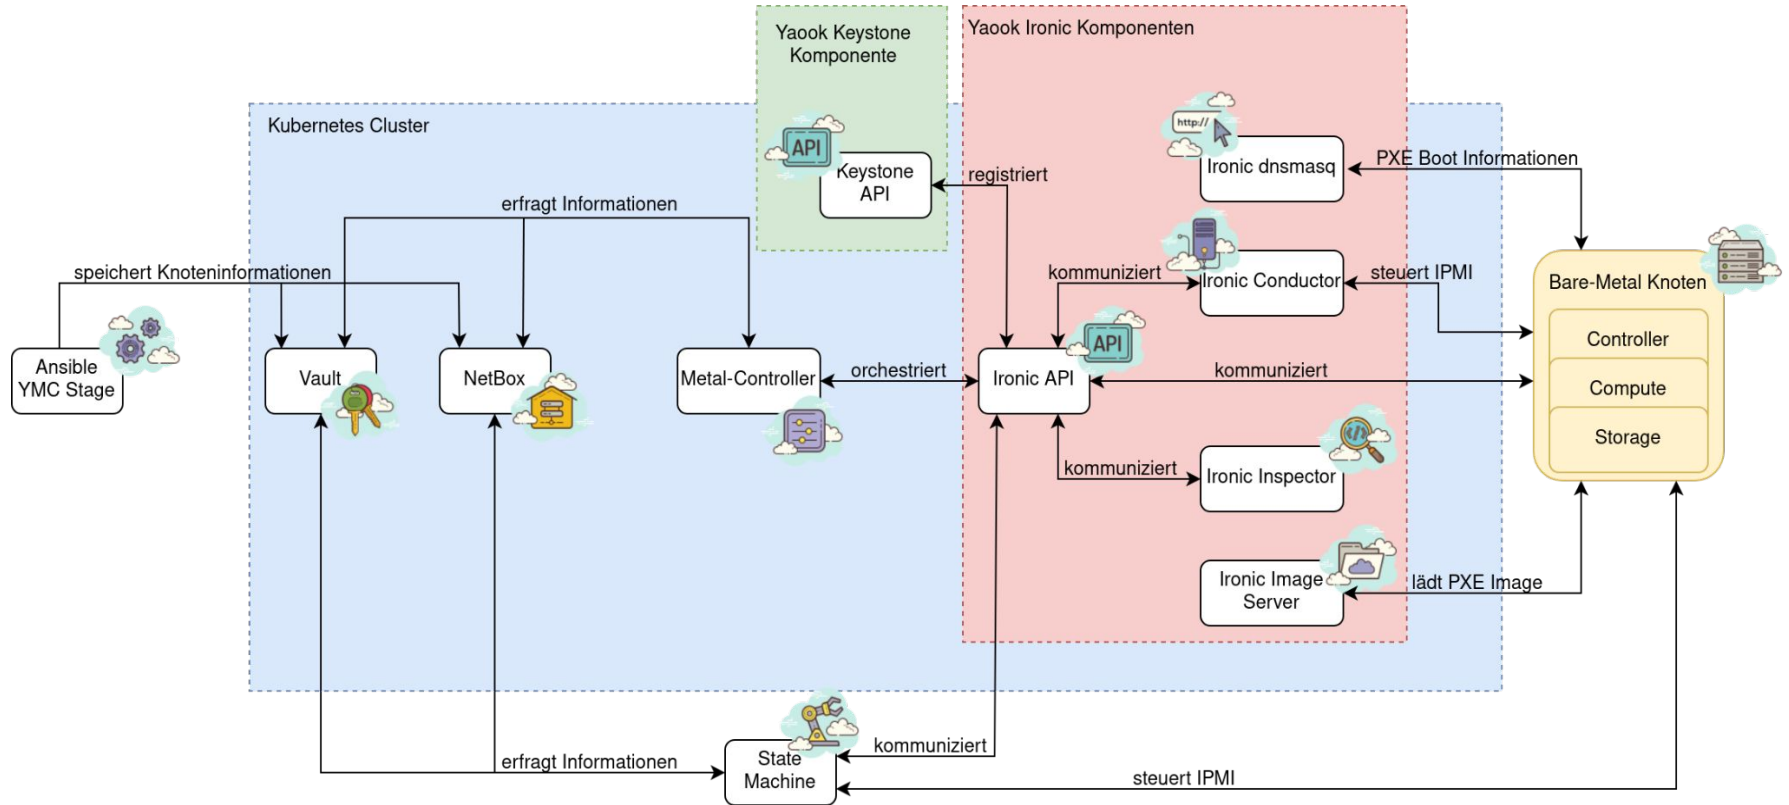 Yaook Keystone
Komponente
Yaook Ironic Komponenten
Kubernetes Cluster
API
Keystone
API
registriert
http://
Ironic dnsmasq
PXE Boot Informationen
erfragt Informationen
speichert Knoteninformationen
kommuniziert
Ironic Conductor
steuert IPMI
Bare-Metal Knoten
Controller
Compute
Storage
Ansible
YMC Stage
Vault
NetBox
Metal-Controller
orchestriert
Ironic API
API
kommuniziert
kommuniziert
Ironic Inspector
</>
Ironic Image
Server
lädt PXE Image
State
Machine
erfragt Informationen
kommuniziert
steuert IPMI